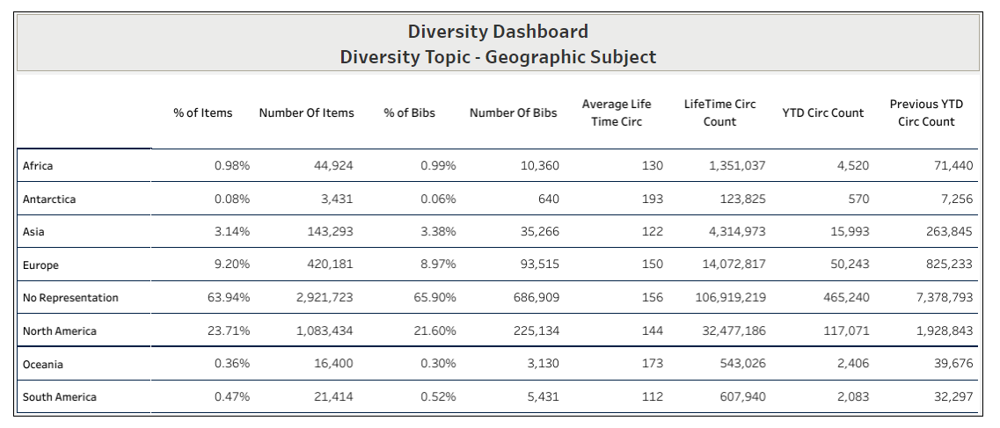 Diversity Dashboard
Diversity Topic - Geographic Subject
% of Items Number Of Items % of Bibs Number Of Bibs Average Life Time Circ LifeTime Circ Count YTD Circ Count Previous YTD Circ Count
Africa 0.98% 44,924 0.99% 10,360 130 1,351,037 4,520 71,440
Antarctica 0.08% 3,431 0.06% 640 193 123,825 570 7,256
Asia 3.14% 143,293 3.38% 35,266 122 4,314,973 15,993 263,845
Europe 9.20% 420,181 8.97% 93,515 150 14,072,817 50,243 825,233
No Representation 63.94% 2,921,723 65.90% 686,909 156 106,919,219 465,240 7,378,793
North America 23.71% 1,083,434 21.60% 225,134 144 32,477,186 117,071 1,928,843
Oceania 0.36% 16,400 0.30% 3,130 173 543,026 2,406 39,676
South America 0.47% 21,414 0.52% 5,431 112 607,940 2,083 32,297